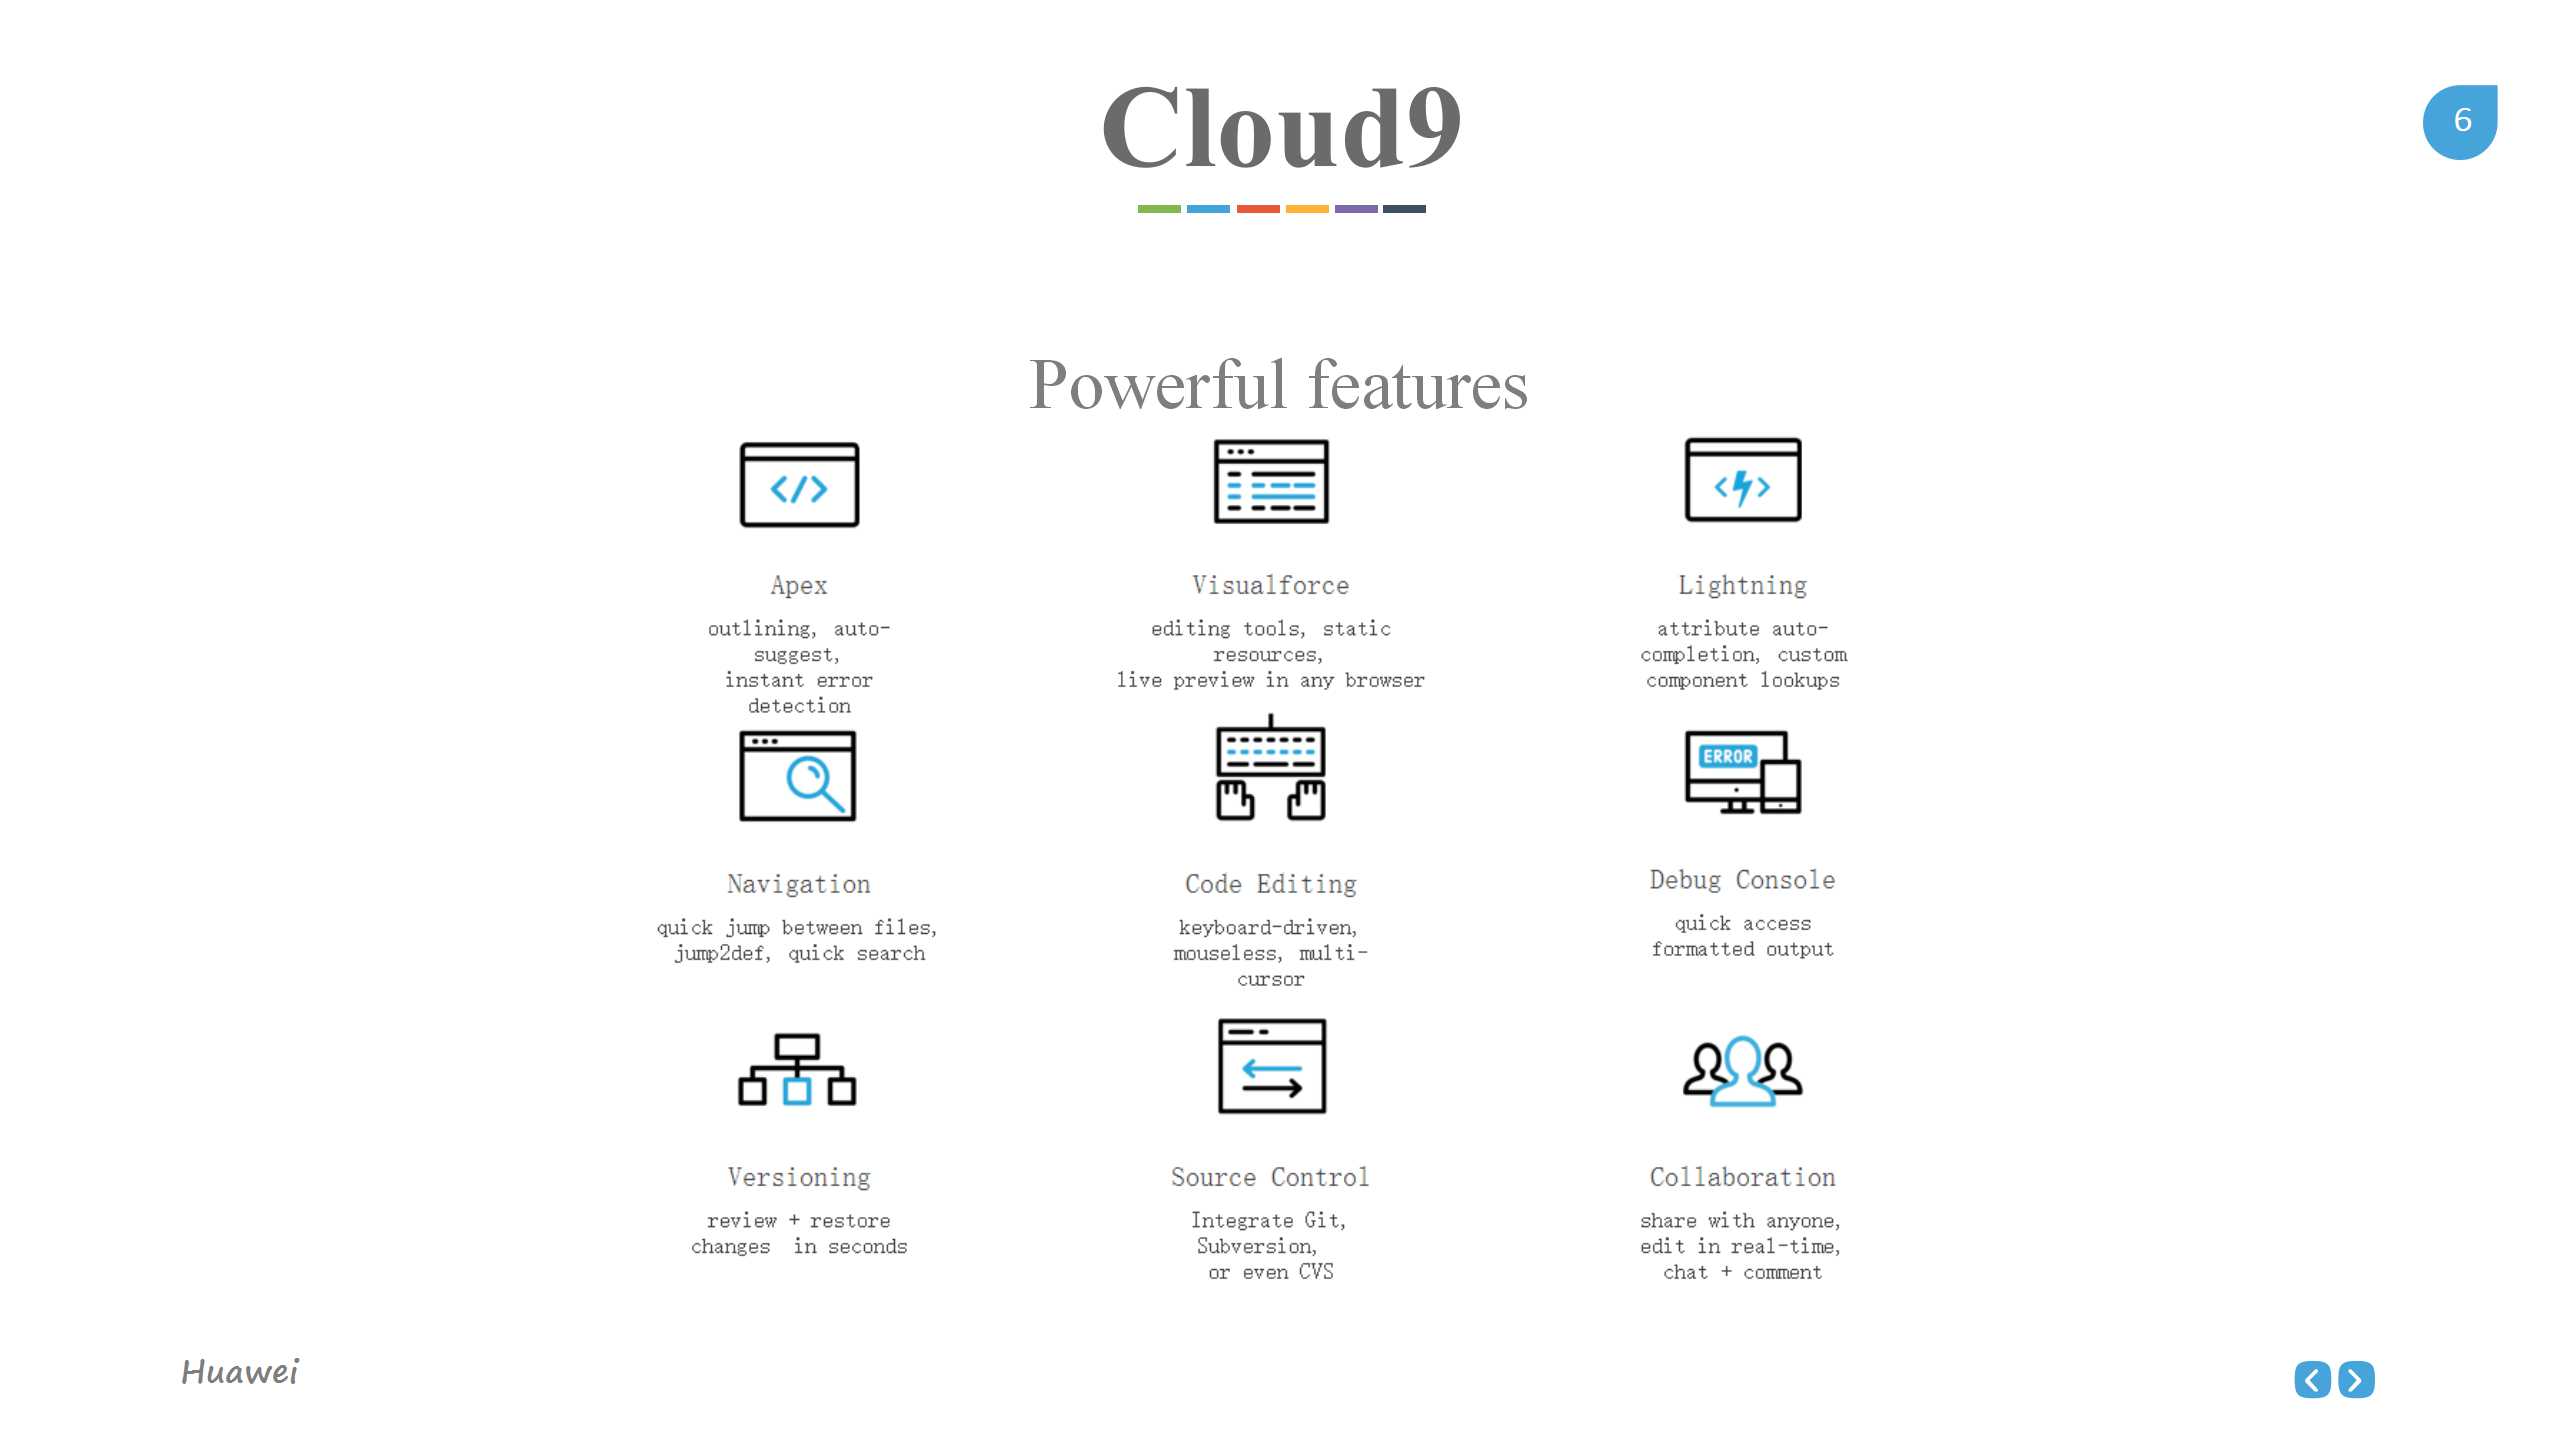 Cloud9
6
Powerful features
Apex
outlining, auto-
suggest,
instant error
detection
Visualforce
editing tools, static
resources,
live preview in any browser
Lightning
attribute auto-
completion, custom
component lookups
Navigation
quick jump between files,
jump2def, quick search
Code Editing
keyboard-driven,
mouseless, multi-
cursor
ERROR
Debug Console
quick access
formatted output
Versioning
review + restore
changes  in seconds
Source Control
Integrate Git,
Subversion,
or even CVS
Collaboration
share with anyone,
edit in real-time,
chat + comment
Huawei